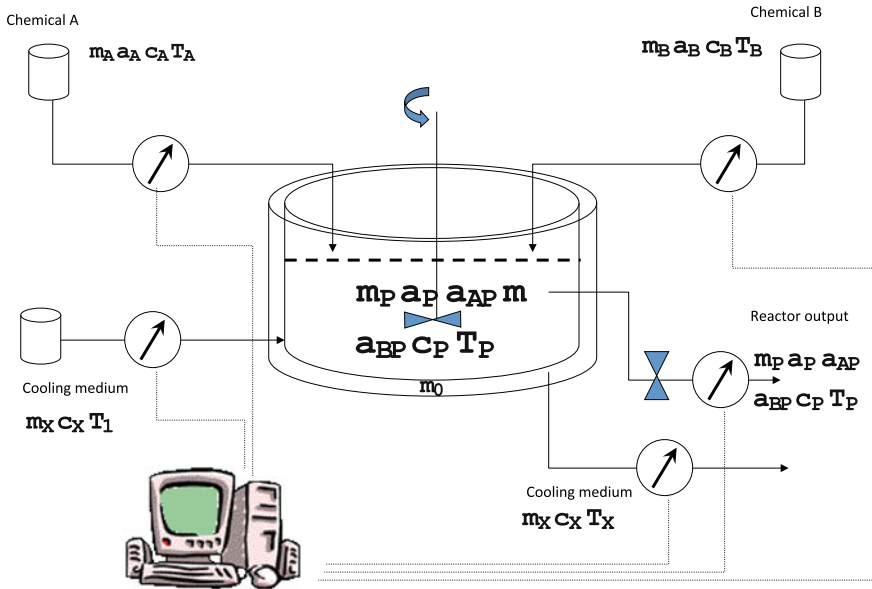 Chemical A
mA aA cA TA
Chemical B
mB aB cB TB
mP aP aAP m
aBP cP TP
m0
Cooling medium
mX cX T1
Reactor output
mP aP aAP
aBP cP TP
Cooling medium
mX cX TX